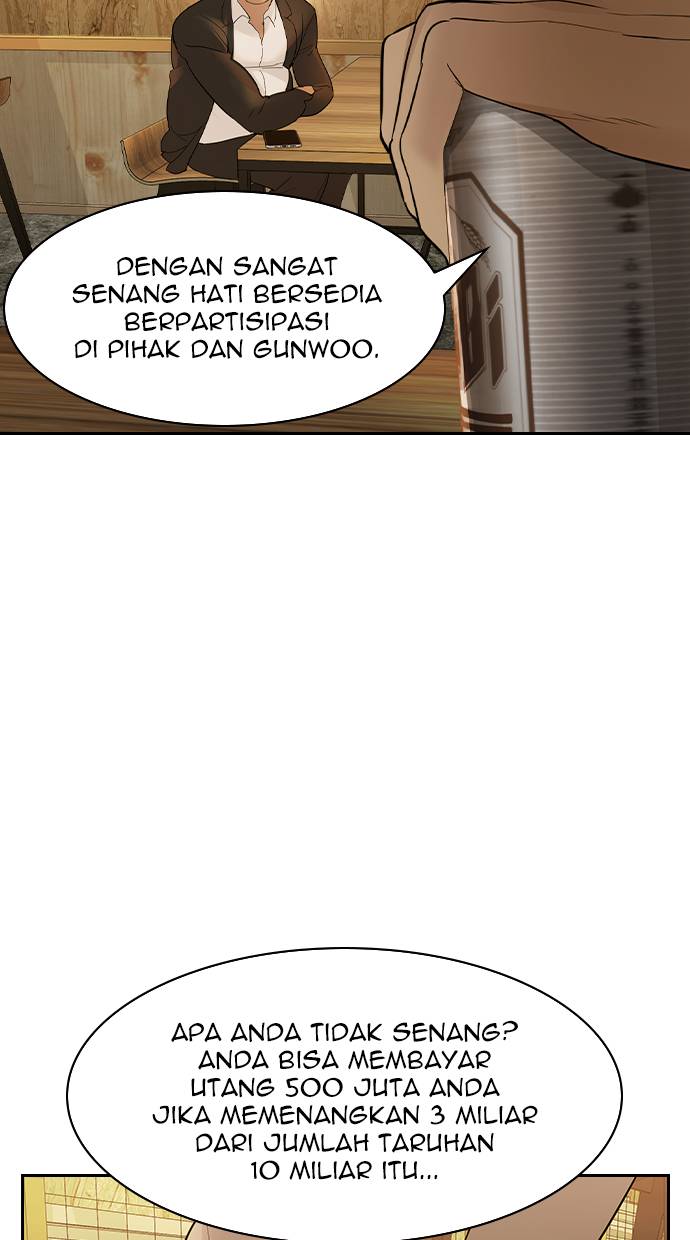 DENGAN SANGAT
SENANG HATI BERSEDIA
BERPARTISIPASI
DI PIHAK DAN GUNWOO.
APA ANDA TIDAK SENANG?
ANDA BISA MEMBAYAR
UTANG 500 JUTA ANDA
JIKA MEMENANGKAN 3 MILIAR
DARI JUMLAH TARUHAN
10 MILIAR ITU...